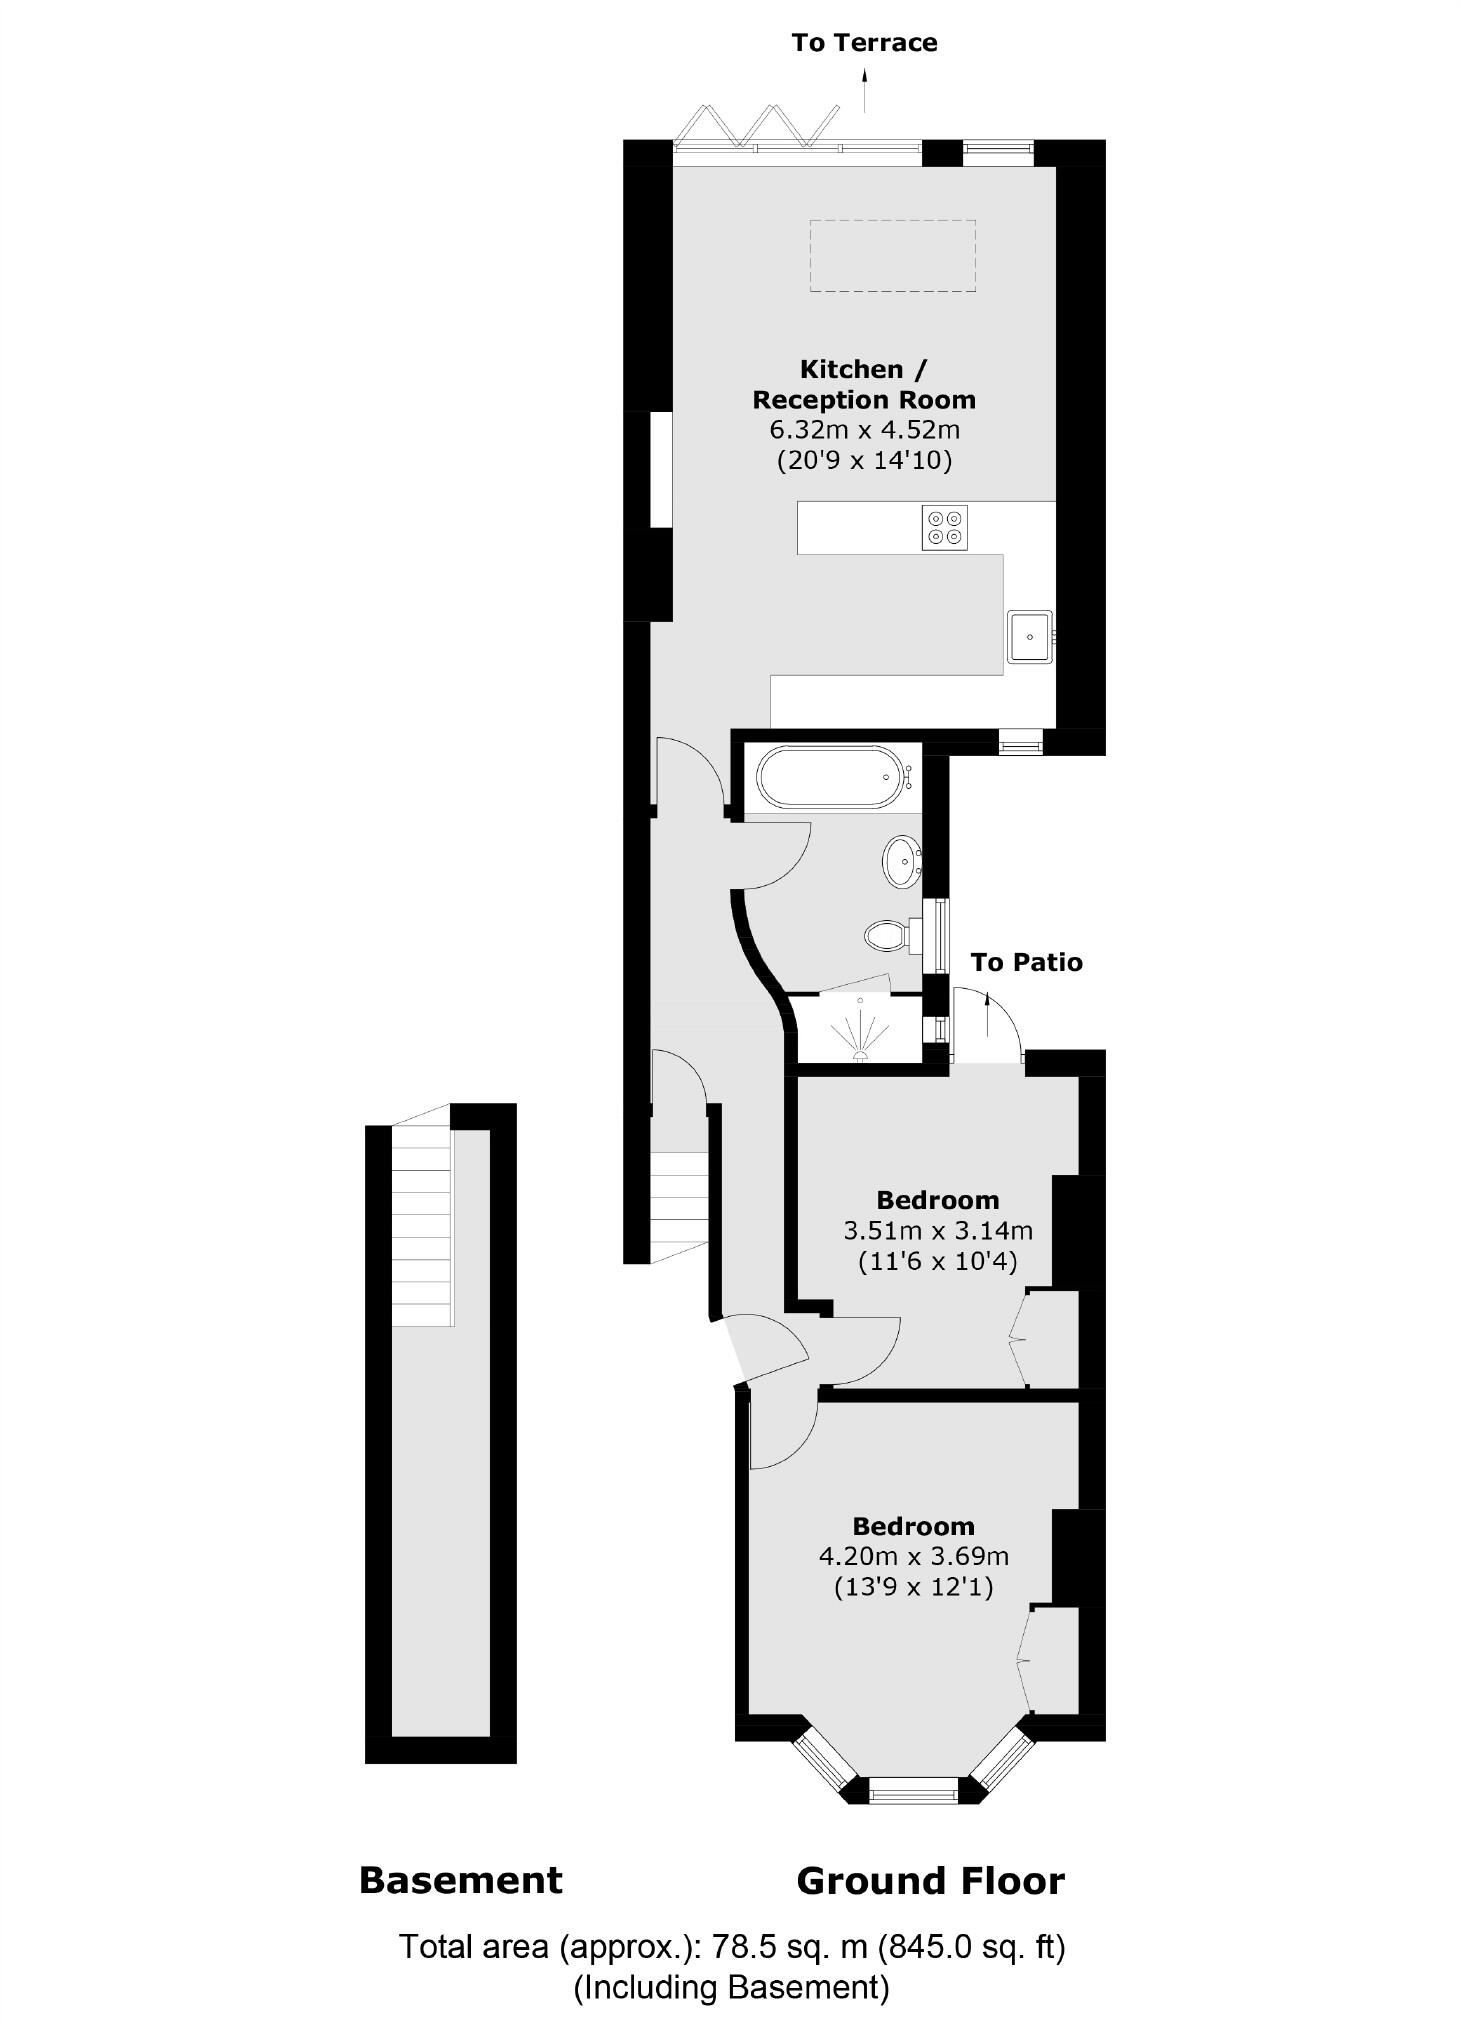 To Terrace
Kitchen /
Reception Room
6.32m x 4.52m
(20'9 x 14'10)
To Patio
Bedroom
3.51m x 3.14m
(11'6 x 10'4)
Bedroom
4.20m x 3.69m
(13'9 x 12'1)
Basement
Ground Floor
Total area (approx.): 78.5 sq. m (845.0 sq. ft)
(Including Basement)